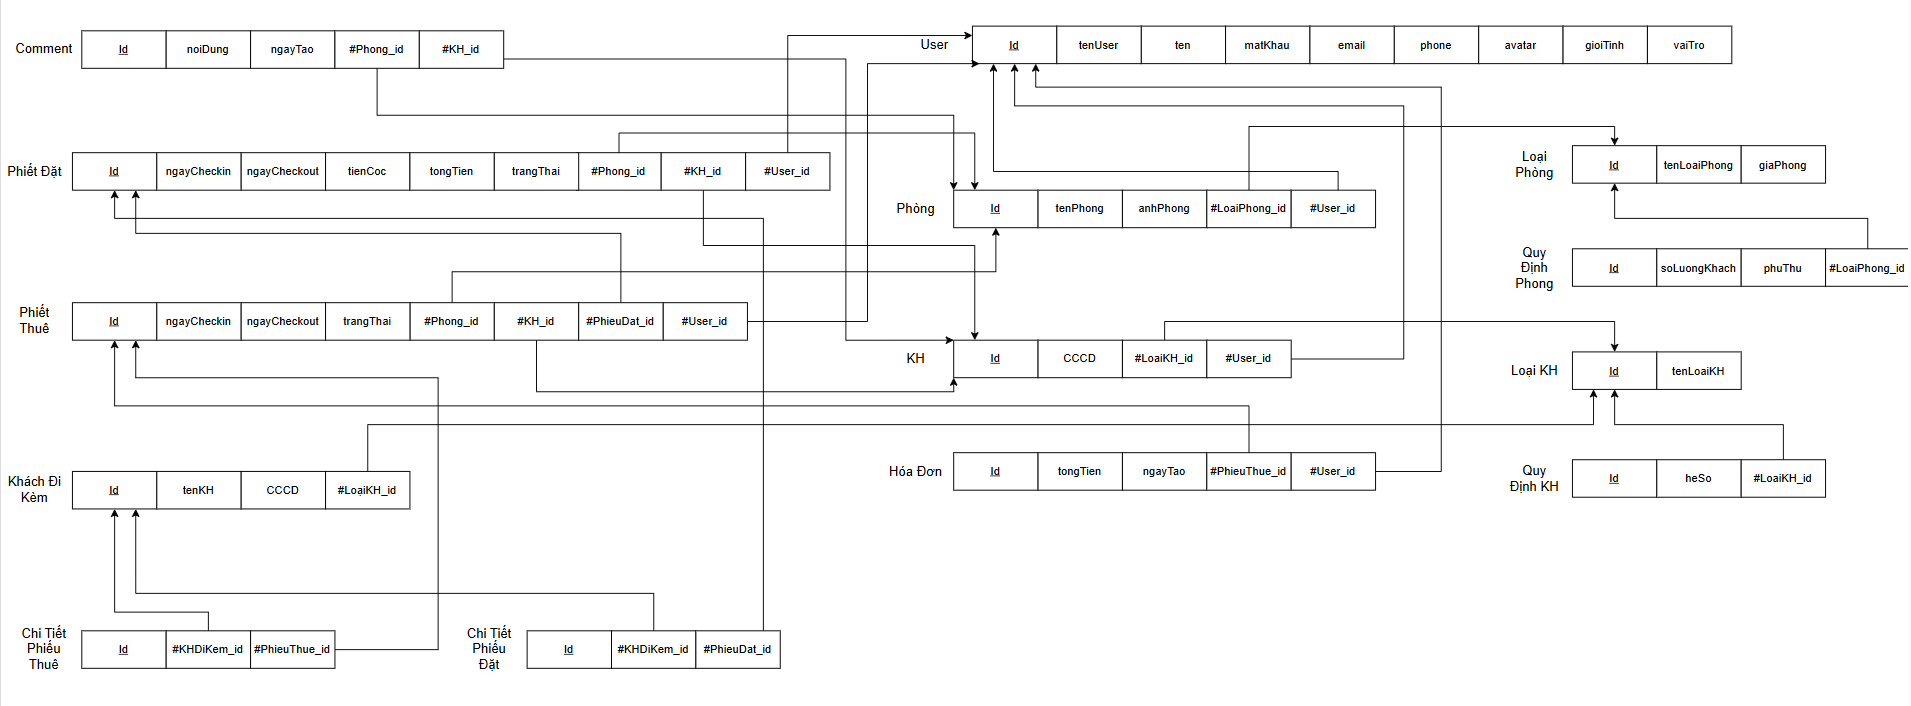 Comment Id noiDung ngayTao #Phong_id #KH_id
User Id tenUser ten matKhau email phone avatar gioiTinh vaiTro
Phiết Đặt Id ngayCheckin ngayCheckout tienCoc tongTien trangThai #Phong_id #KH_id #User_id
Loại
Phòng
Id tenLoaiPhong giaPhong
Phòng Id tenPhong anhPhong #LoaiPhong_id #User_id
Quy
Định
Phong
Id soLuongKhach phuThu #LoaiPhong_id
Phiết
Thuê
Id ngayCheckin ngayCheckout trangThai #Phong_id #KH_id #PhieuDat_id #User_id
KH Id CCCD #LoaiKH_id #User_id
Loại KH Id tenLoaiKH
Khách Đi
Kèm
Id tenKH CCCD #LoạiKH_id
Hóa Đơn Id tongTien ngayTao #PhieuThue_id #User_id
Quy
Định KH
Id heSo #LoaiKH_id
Chi Tiết
Phiếu
Thuê
Id #KHDiKem_id #PhieuThue_id
Chi Tiết
Phiếu
Đặt
Id #KHDiKem_id #PhieuDat_id